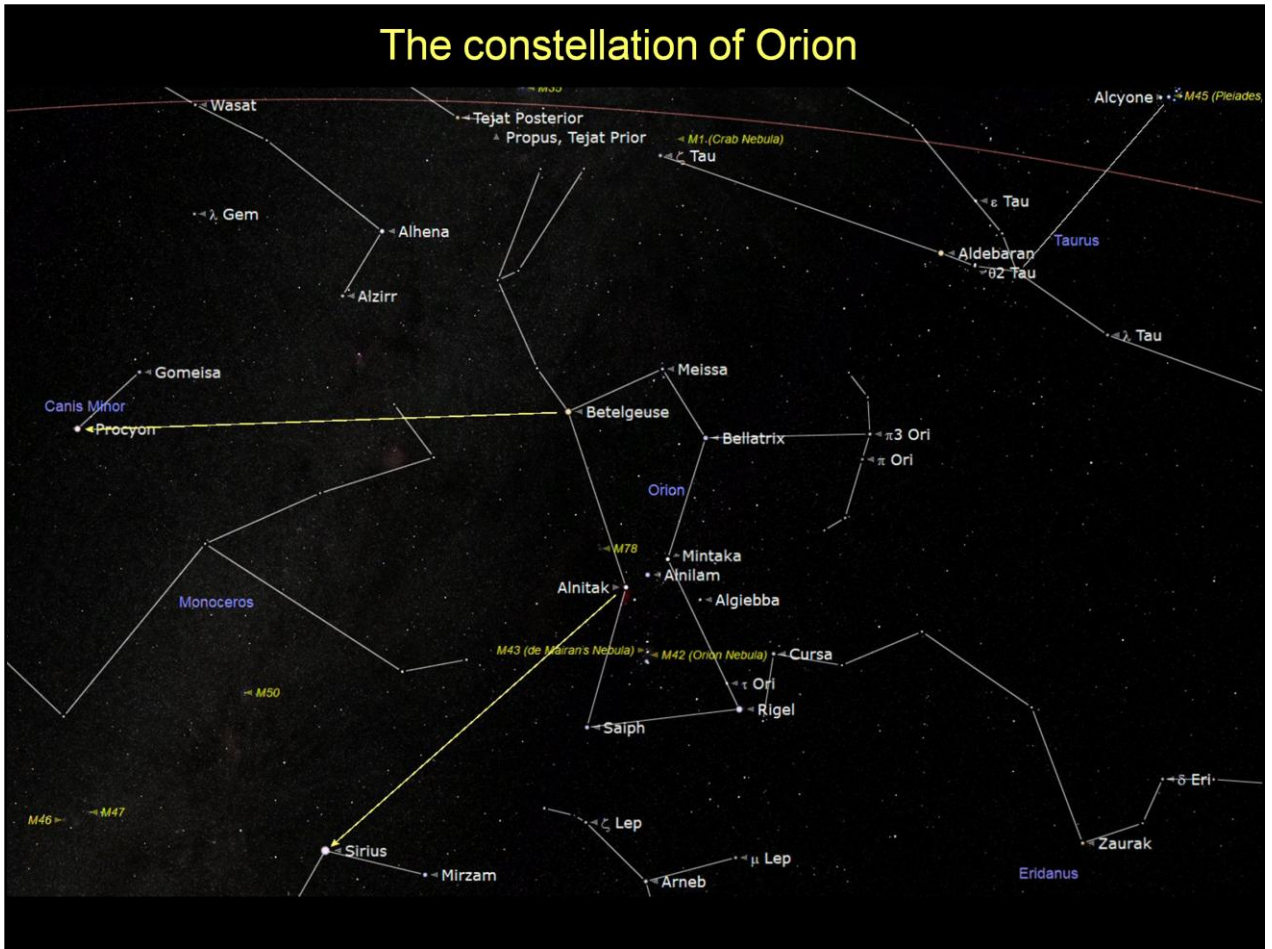 The constellation of Orion
M35
Wasat
Alcyone
M45 (Pleiades,
Tejat Posterior
Propus, Tejat Prior
M1 (Crab Nebula)
ζ Tau
ε Tau
λ Gem
Alhena
Taurus
Aldebaran
θ2 Tau
Alzirr
λ Tau
Gomeisa
Meissa
Canis Minor
Betelgeuse
Procyon
Bellatrix
π3 Ori
π Ori
Orion
M78
Mintaka
Alnilam
Alnitak
Algiebba
Monoceros
M43 (de Mairan's Nebula)
M42 (Orion Nebula)
Cursa
τ Ori
M50
Rigel
Saiph
δ Eri
M47
M46
ζ Lep
Zaurak
Sirius
μ Lep
Mirzam
Arneb
Eridanus